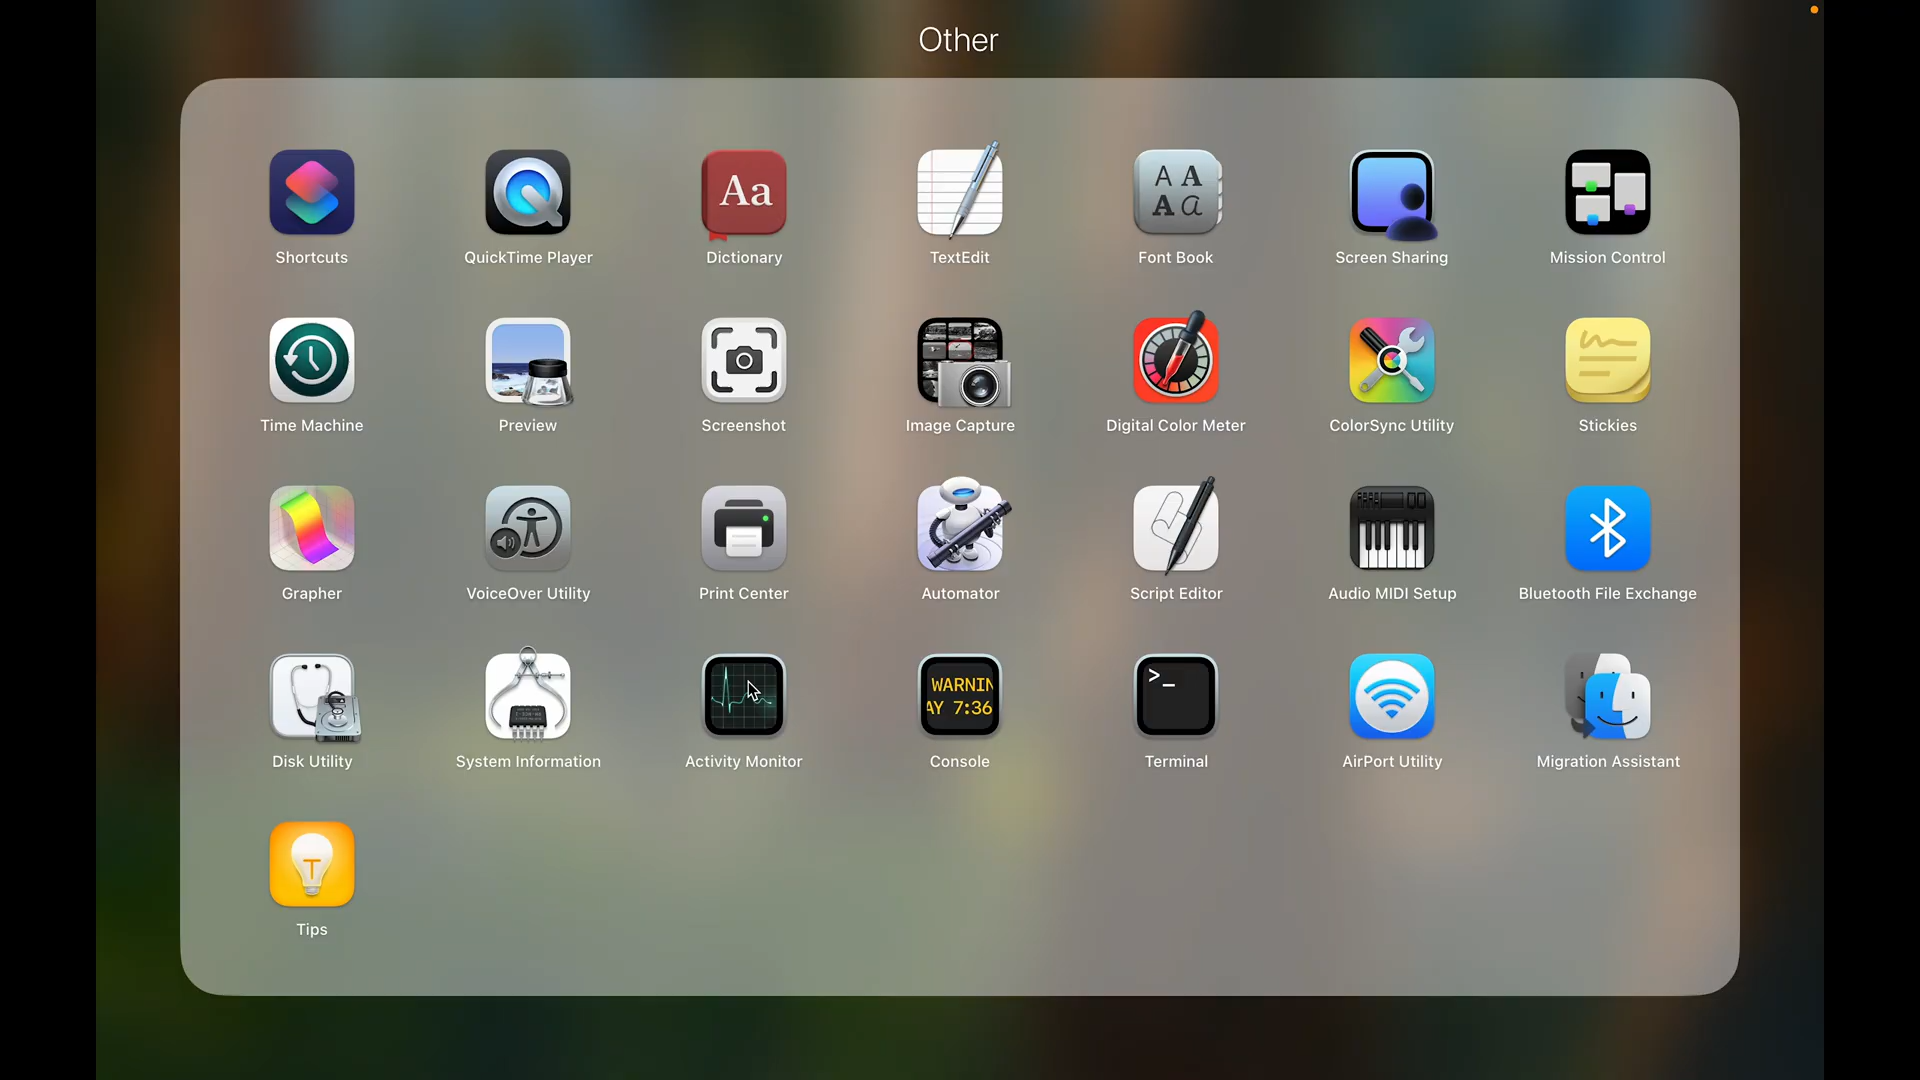 Other
Aa
A A
A a
Shortcuts
QuickTime Player
Dictionary
TextEdit
Font Book
Screen Sharing
Mission Control
Time Machine
Preview
Screenshot
Image Capture
Digital Color Meter
ColorSync Utility
Stickies
Grapher
VoiceOver Utility
Print Center
Automator
Script Editor
Audio MIDI Setup
Bluetooth File Exchange
WARNIN
AY 7:36
>_
Disk Utility
System Information
Activity Monitor
Console
Terminal
AirPort Utility
Migration Assistant
T
Tips